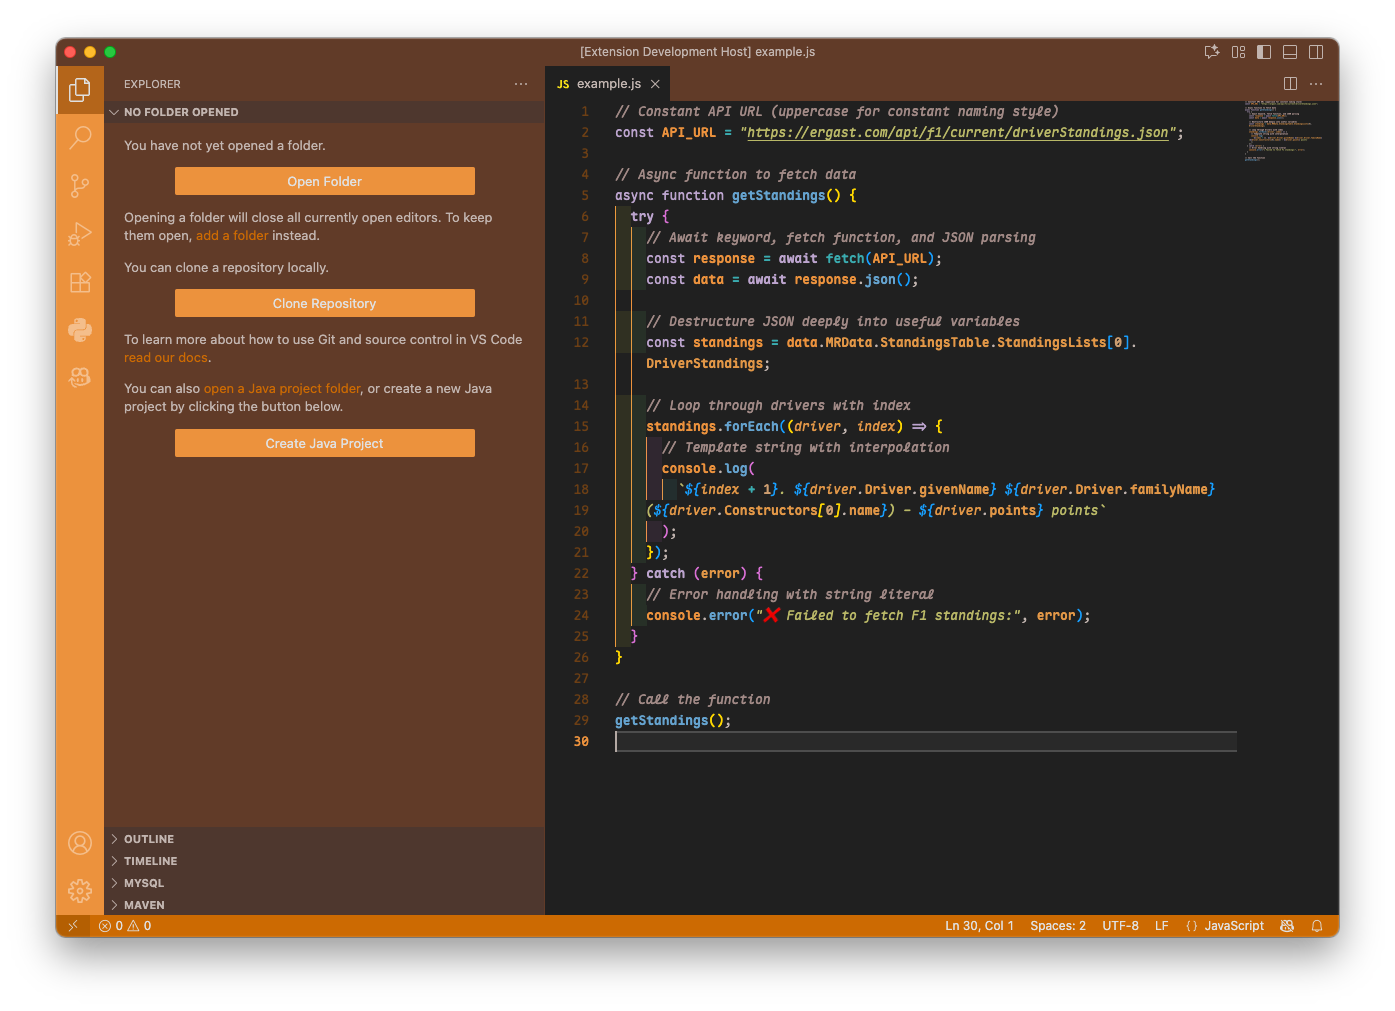 [Extension Development Host] example.js
EXPLORER
NO FOLDER OPENED
You have not yet opened a folder.
Open Folder
Opening a folder will close all currently open editors. To keep
them open, add a folder instead.
You can clone a repository locally.
Clone Repository
To learn more about how to use Git and source control in VS Code
read our docs.
You can also open a Java project folder, or create a new Java
project by clicking the button below.
Create Java Project
OUTLINE
TIMELINE
MYSQL
MAVEN
JS example.js
1 // Constant API URL (uppercase for constant naming style)
2 const API_URL = "https://ergast.com/api/f1/current/driverStandings.json";
3
4 // Async function to fetch data
5 async function getStandings() {
6 try {
7 // Await keyword, fetch function, and JSON parsing
8 const response = await fetch(API_URL);
9 const data = await response.json();
10
11 // Destructure JSON deeply into useful variables
12 const standings = data.MRData.StandingsTable.StandingsLists[0].
DriverStandings;
13
14 // Loop through drivers with index
15 standings.forEach((driver, index) => {
16 // Template string with interpolation
17 console.log(
18 `${index + 1}. ${driver.Driver.givenName} ${driver.Driver.familyName}
19 (${driver.Constructors[0].name}) - ${driver.points} points`
20 );
21 });
22 } catch (error) {
23 // Error handling with string literal
24 console.error("❌ Failed to fetch F1 standings:", error);
25 }
26 }
27
28 // Call the function
29 getStandings();
30
0 0
Ln 30, Col 1 Spaces: 2 UTF-8 LF {} JavaScript